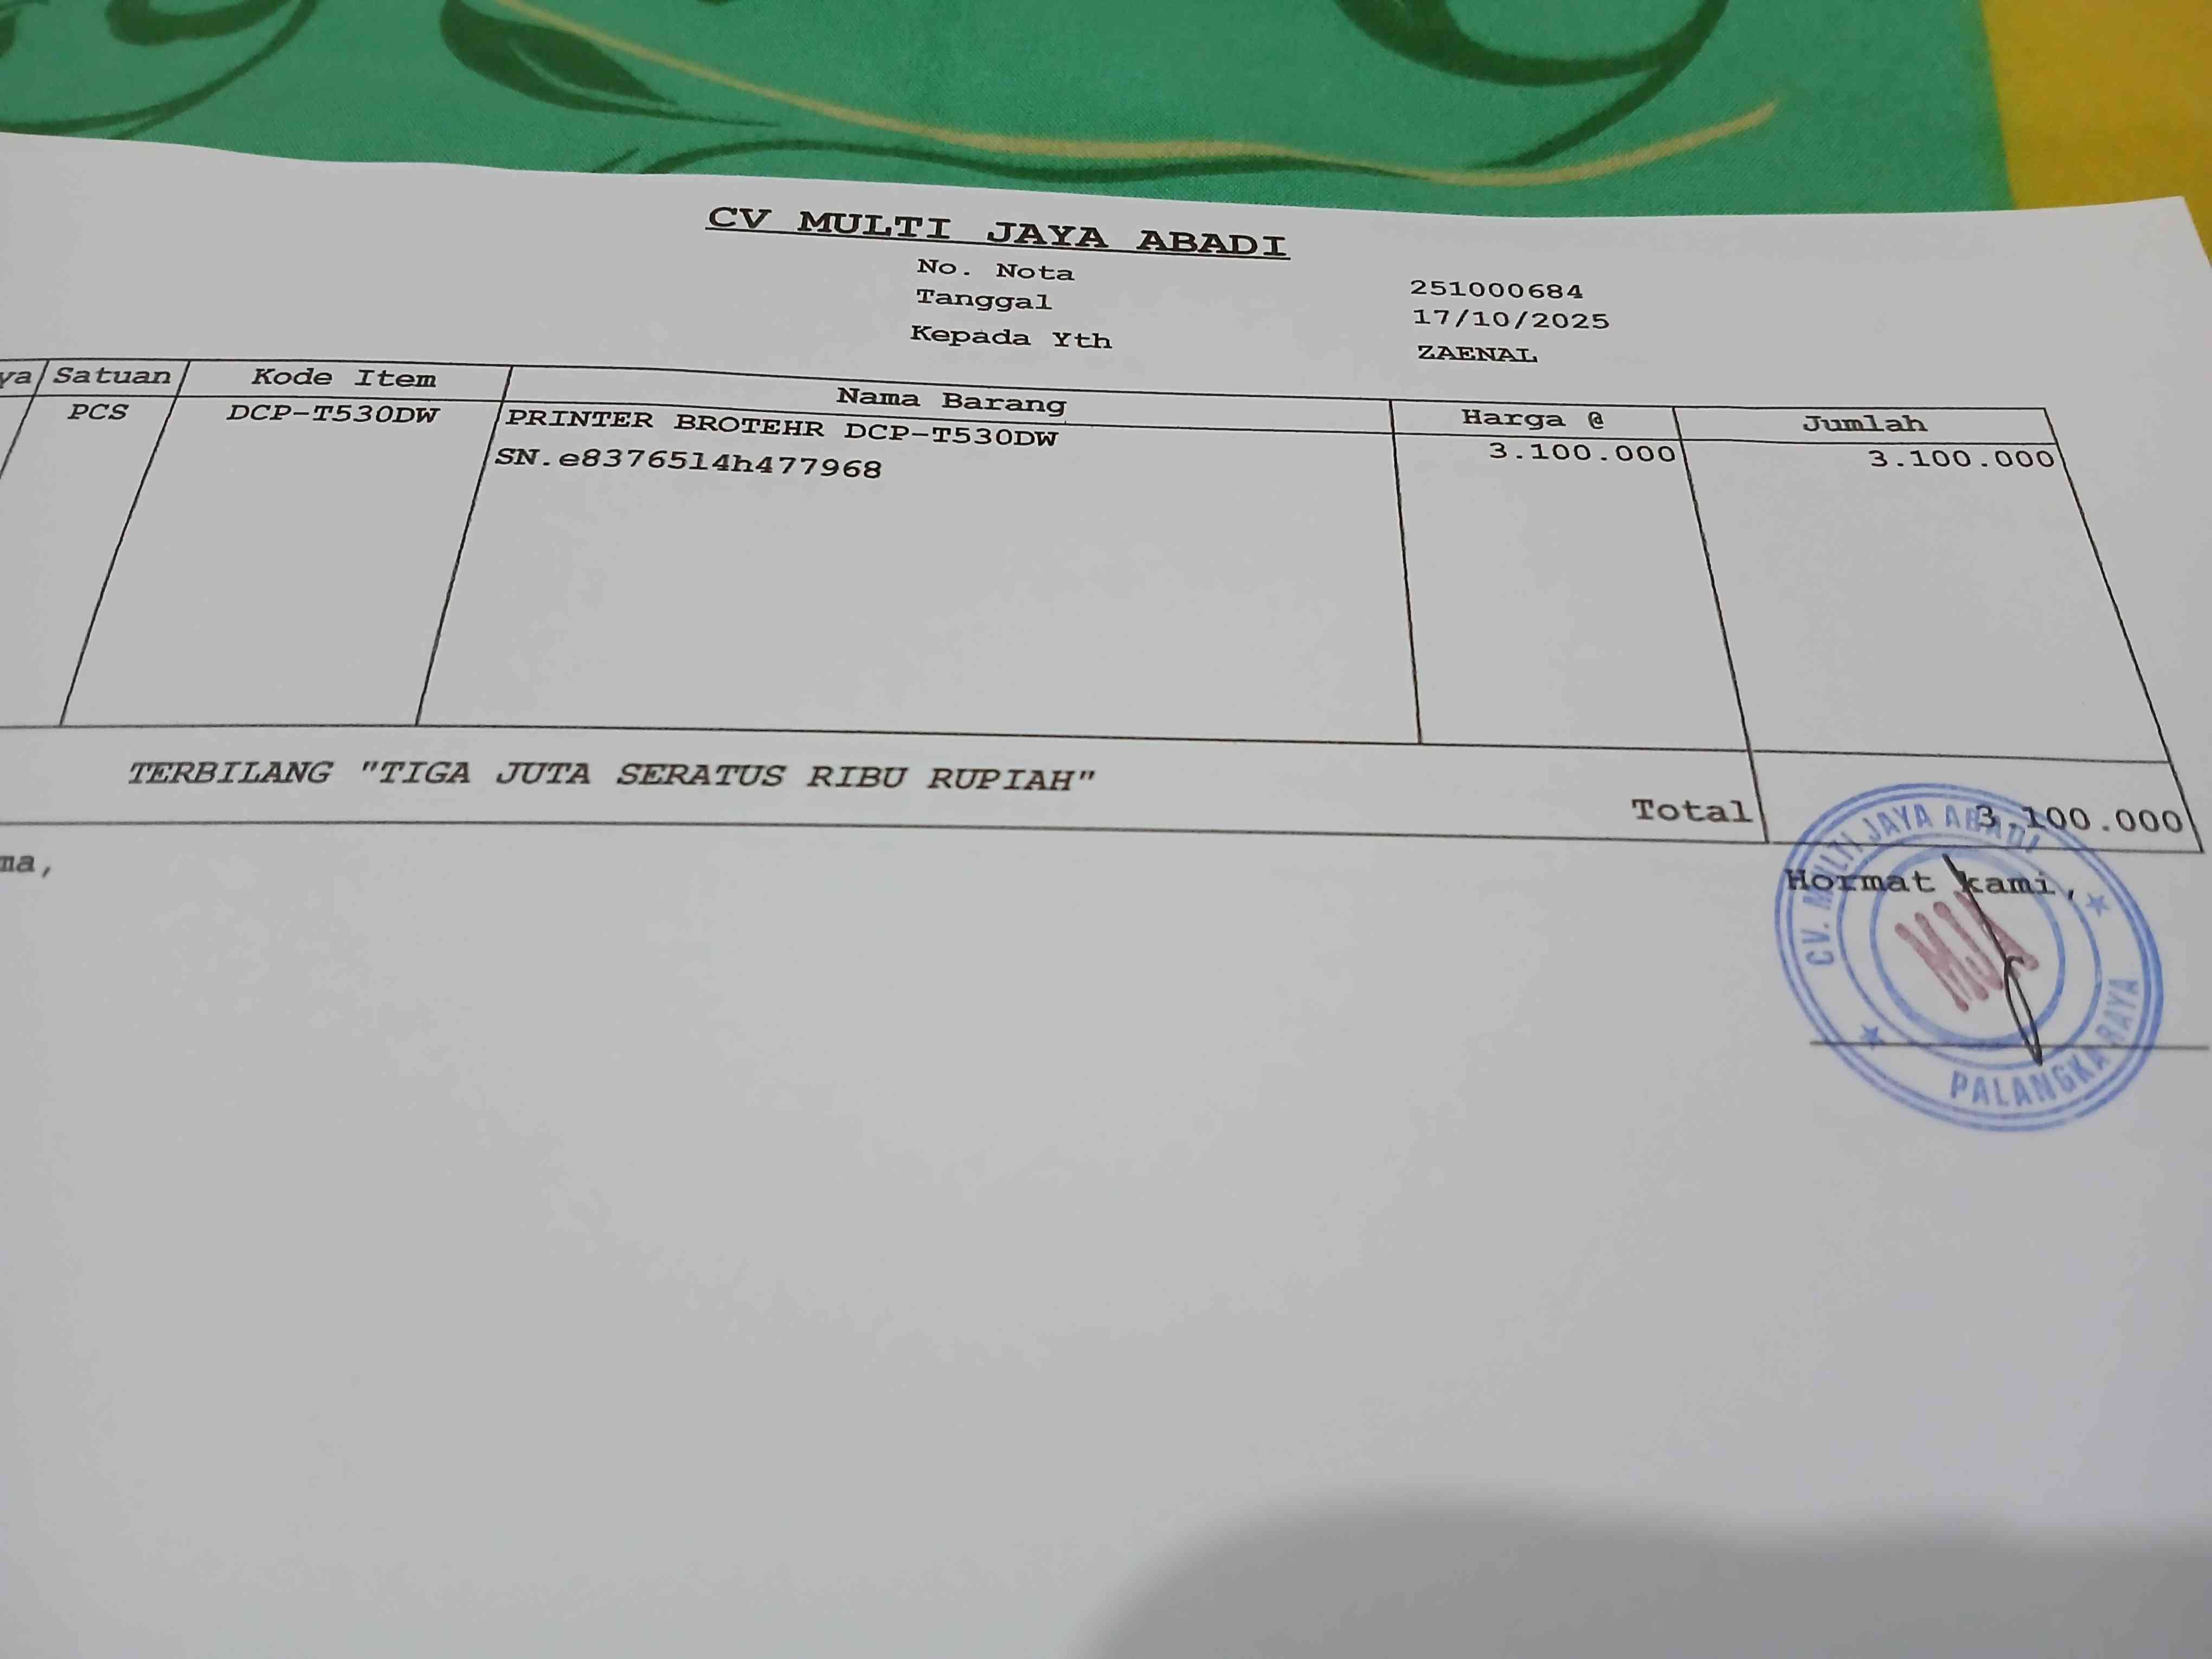 CV MULTI JAYA ABADI
No. Nota 251000684
Tanggal 17/10/2025
Kepada Yth ZAENAL
ya Satuan Kode Item Nama Barang Harga @ Jumlah
PCS DCP-T530DW PRINTER BROTEHR DCP-T530DW 3.100.000 3.100.000
SN.e8376514h477968
TERBILANG "TIGA JUTA SERATUS RIBU RUPIAH"
Total 3.100.000
ma,
Hormat kami,
CV. MULTI JAYA ABADI
MJA
PALANGKA RAYA